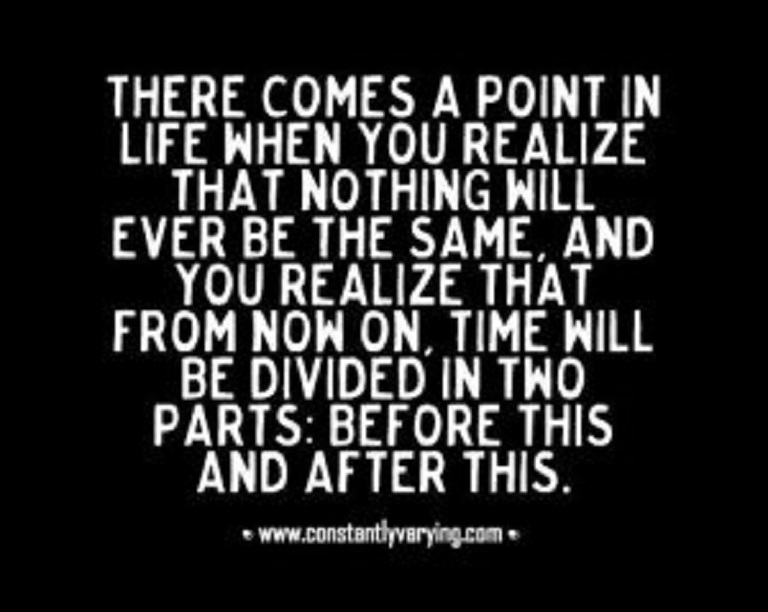 THERE COMES A POINT IN
LIFE WHEN YOU REALIZE
THAT NOTHING WILL
EVER BE THE SAME, AND
YOU REALIZE THAT
FROM NOW ON, TIME WILL
BE DIVIDED IN TWO
PARTS: BEFORE THIS
AND AFTER THIS.
• www.constantlyvarying.com •